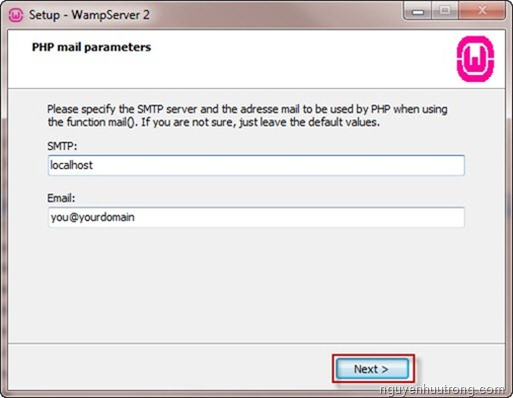 Setup - WampServer 2
PHP mail parameters
Please specify the SMTP server and the adresse mail to be used by PHP when using
the function mail(). If you are not sure, just leave the default values.
SMTP:
localhost
Email:
you@yourdomain
Next >
nguyenhuutrong.com